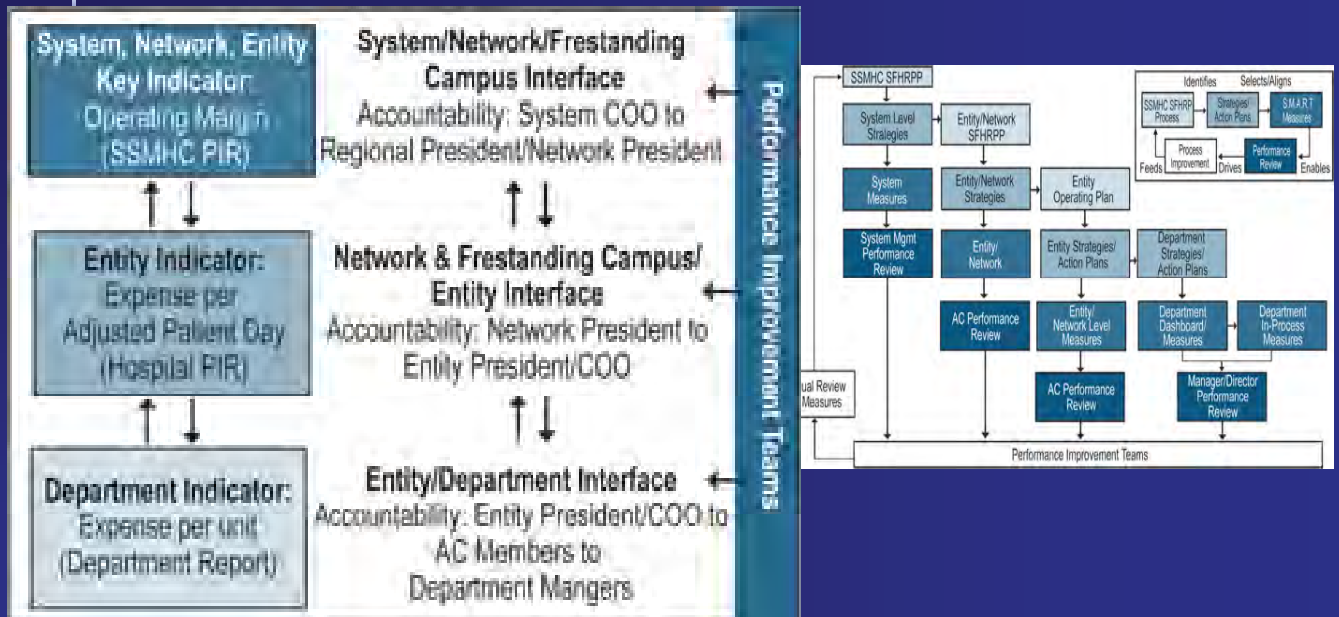 System, Network, Entity
Key Indicator:
Operating Margin
(SSMHC PIR)
Entity Indicator:
Expense per
Adjusted Patient Day
(Hospital PIR)
Department Indicator:
Expense per unit
(Department Report)
System/Network/Frestanding
Campus Interface
Accountability: System COO to
Regional President/Network President
Network & Frestanding Campus/
Entity Interface
Accountability: Network President to
Entity President/COO
Entity/Department Interface
Accountability: Entity President/COO to
AC Members to
Department Mangers
Performance Improvement Teams
SSMHC SFHRPP
System Level
Strategies
Entity/Network
SFHRPP
System
Measures
Entity/Network
Strategies
Entity
Operating Plan
System Mgmt
Performance
Review
Entity/
Network
Entity Strategies/
Action Plans
Department
Strategies/
Action Plans
AC Performance
Review
Entity/
Network Level
Measures
Department
Dashboard/
Measures
Department
In-Process
Measures
AC Performance
Review
Manager/Director
Performance
Review
ual Review
Measures
Performance Improvement Teams
Identifies
Selects/Aligns
SSMHC SFHRP
Process
Strategies/
Action Plans
S.M.A.R.T
Measures
Process
Improvement
Performance
Review
Feeds
Drives
Enables